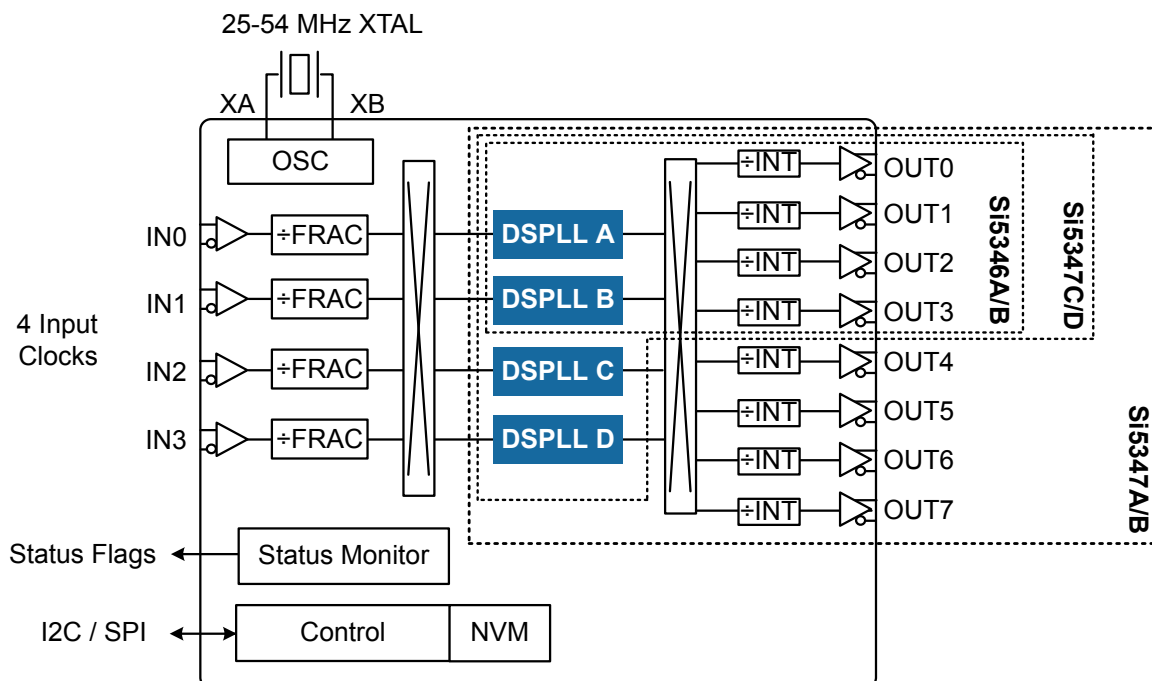 25-54 MHz XTAL
XA
XB
OSC
IN0
÷FRAC
IN1
÷FRAC
4 Input
Clocks
IN2
÷FRAC
IN3
÷FRAC
DSPLL A
DSPLL B
DSPLL C
DSPLL D
÷INT
OUT0
÷INT
OUT1
÷INT
OUT2
÷INT
OUT3
÷INT
OUT4
÷INT
OUT5
÷INT
OUT6
÷INT
OUT7
Si5346A/B
Si5347C/D
Si5347A/B
Status Flags
Status Monitor
I2C / SPI
Control
NVM